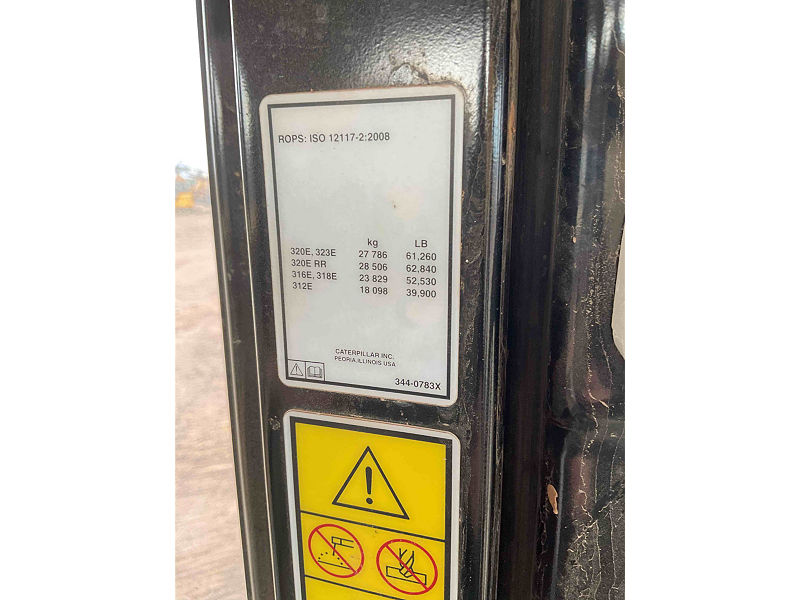 ROPS: ISO 12117-2:2008
kg LB
320E, 323E 27 786 61,260
320E RR 28 506 62,840
316E, 318E 23 829 52,530
312E 18 098 39,900
CATERPILLAR INC.
PEORIA, ILLINOIS USA
344-0783X